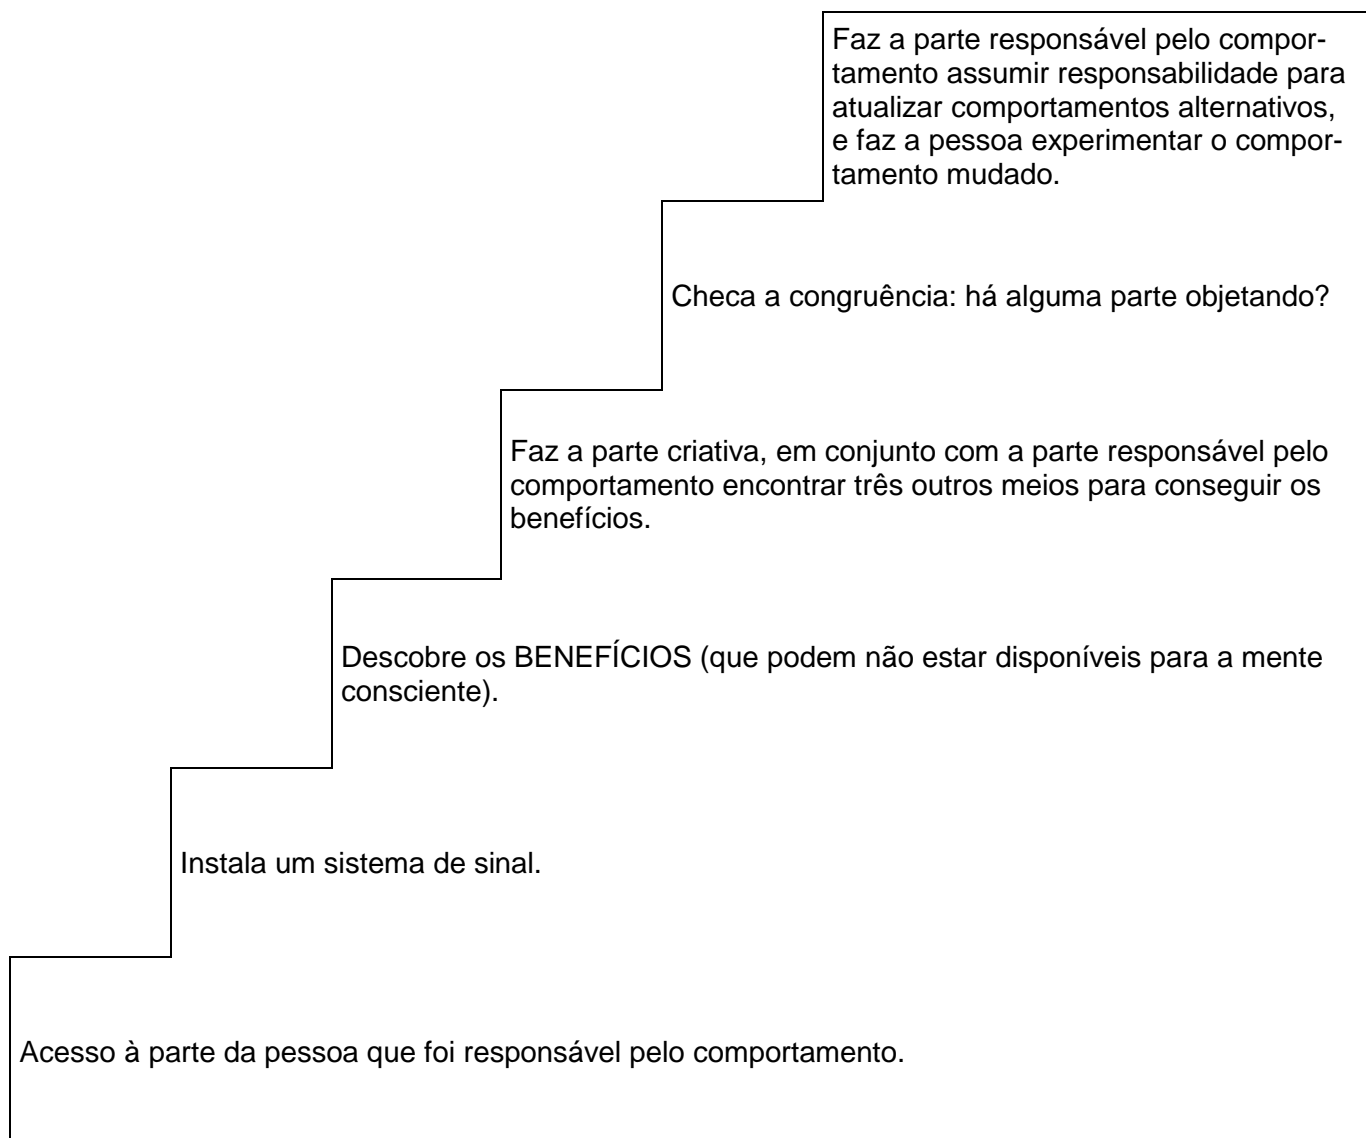 Faz a parte responsável pelo compor-
tamento assumir responsabilidade para
atualizar comportamentos alternativos,
e faz a pessoa experimentar o compor-
tamento mudado.
Checa a congruência: há alguma parte objetando?
Faz a parte criativa, em conjunto com a parte responsável pelo
comportamento encontrar três outros meios para conseguir os
benefícios.
Descobre os BENEFÍCIOS (que podem não estar disponíveis para a mente
consciente).
Instala um sistema de sinal.
Acesso à parte da pessoa que foi responsável pelo comportamento.